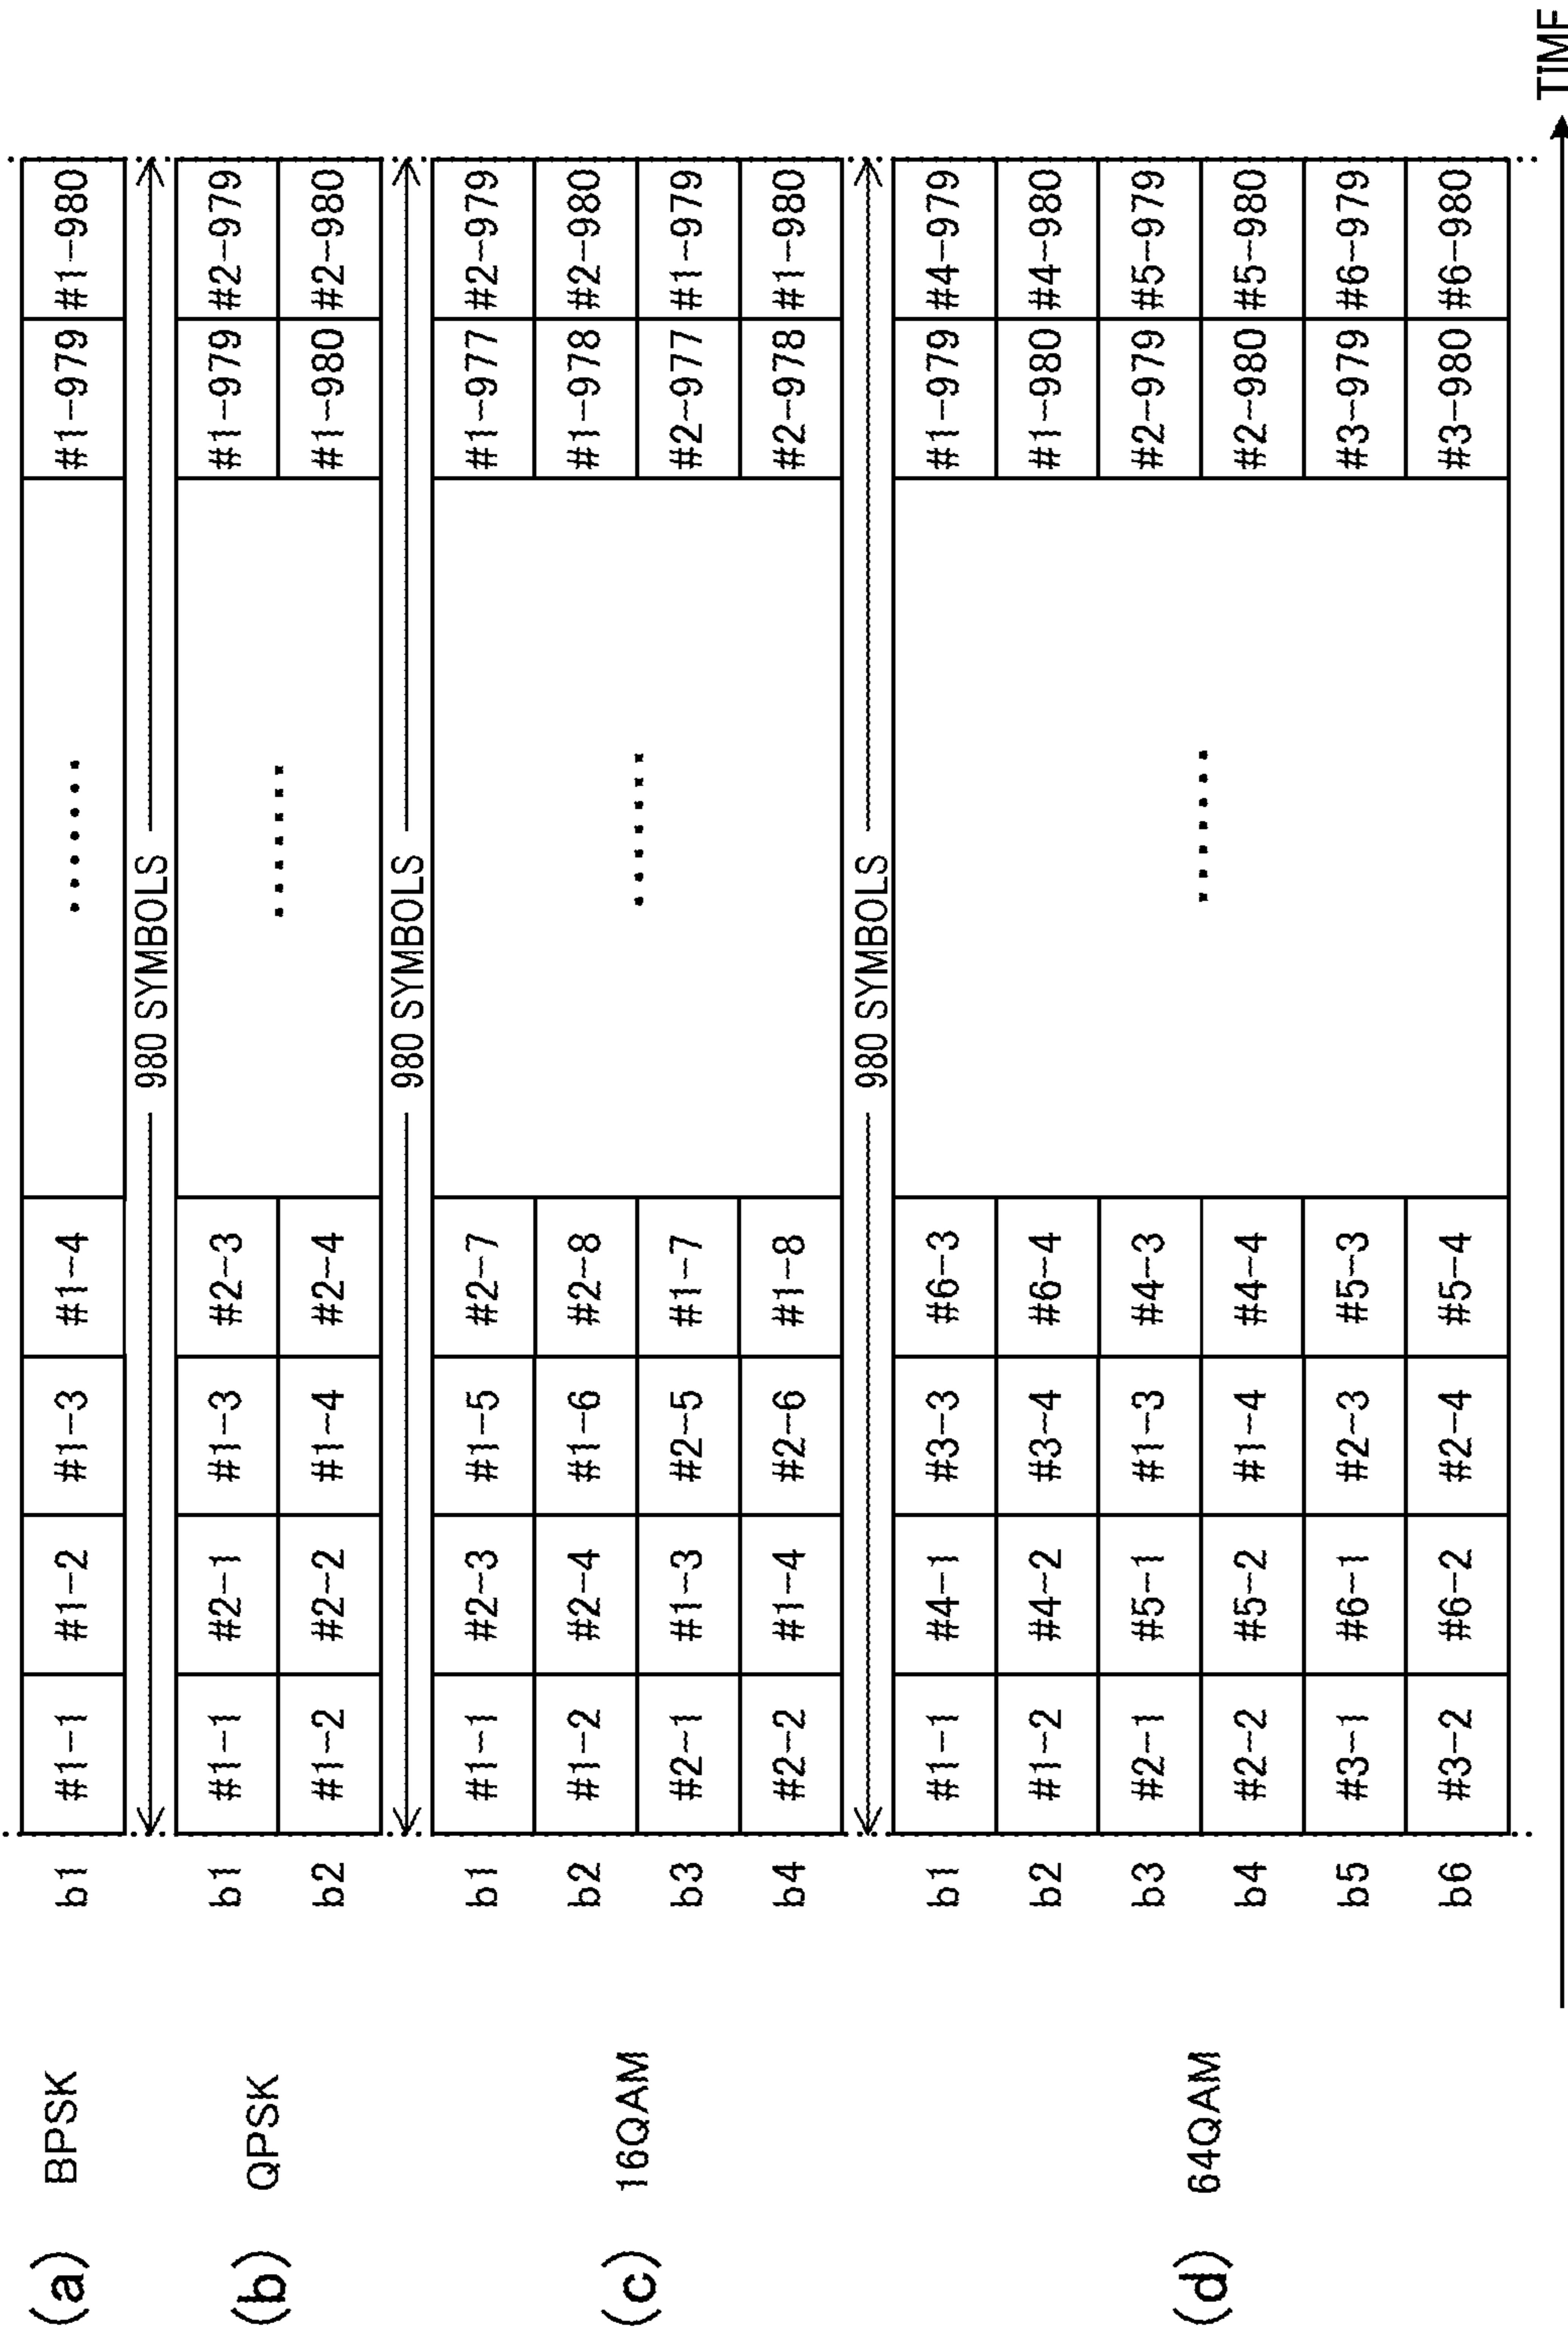 (a) BPSK
b1 #1-1 #1-2 #1-3 #1-4 ······· #1-979 #1-980
980 SYMBOLS
(b) QPSK
b1 #1-1 #2-1 #1-3 #2-3 #1-979 #2-979
b2 #1-2 #2-2 #1-4 #2-4 #1-980 #2-980
·······
980 SYMBOLS
(c) 16QAM
b1 #1-1 #2-3 #1-5 #2-7 #1-977 #2-979
b2 #1-2 #2-4 #1-6 #2-8 #1-978 #2-980
·······
b3 #2-1 #1-3 #2-5 #1-7 #2-977 #1-979
b4 #2-2 #1-4 #2-6 #1-8 #2-978 #1-980
980 SYMBOLS
(d) 64QAM
b1 #1-1 #4-1 #3-3 #6-3 #1-979 #4-979
b2 #1-2 #4-2 #3-4 #6-4 #1-980 #4-980
b3 #2-1 #5-1 #1-3 #4-3 #2-979 #5-979
·······
b4 #2-2 #5-2 #1-4 #4-4 #2-980 #5-980
b5 #3-1 #6-1 #2-3 #5-3 #3-979 #6-979
b6 #3-2 #6-2 #2-4 #5-4 #3-980 #6-980
TIME